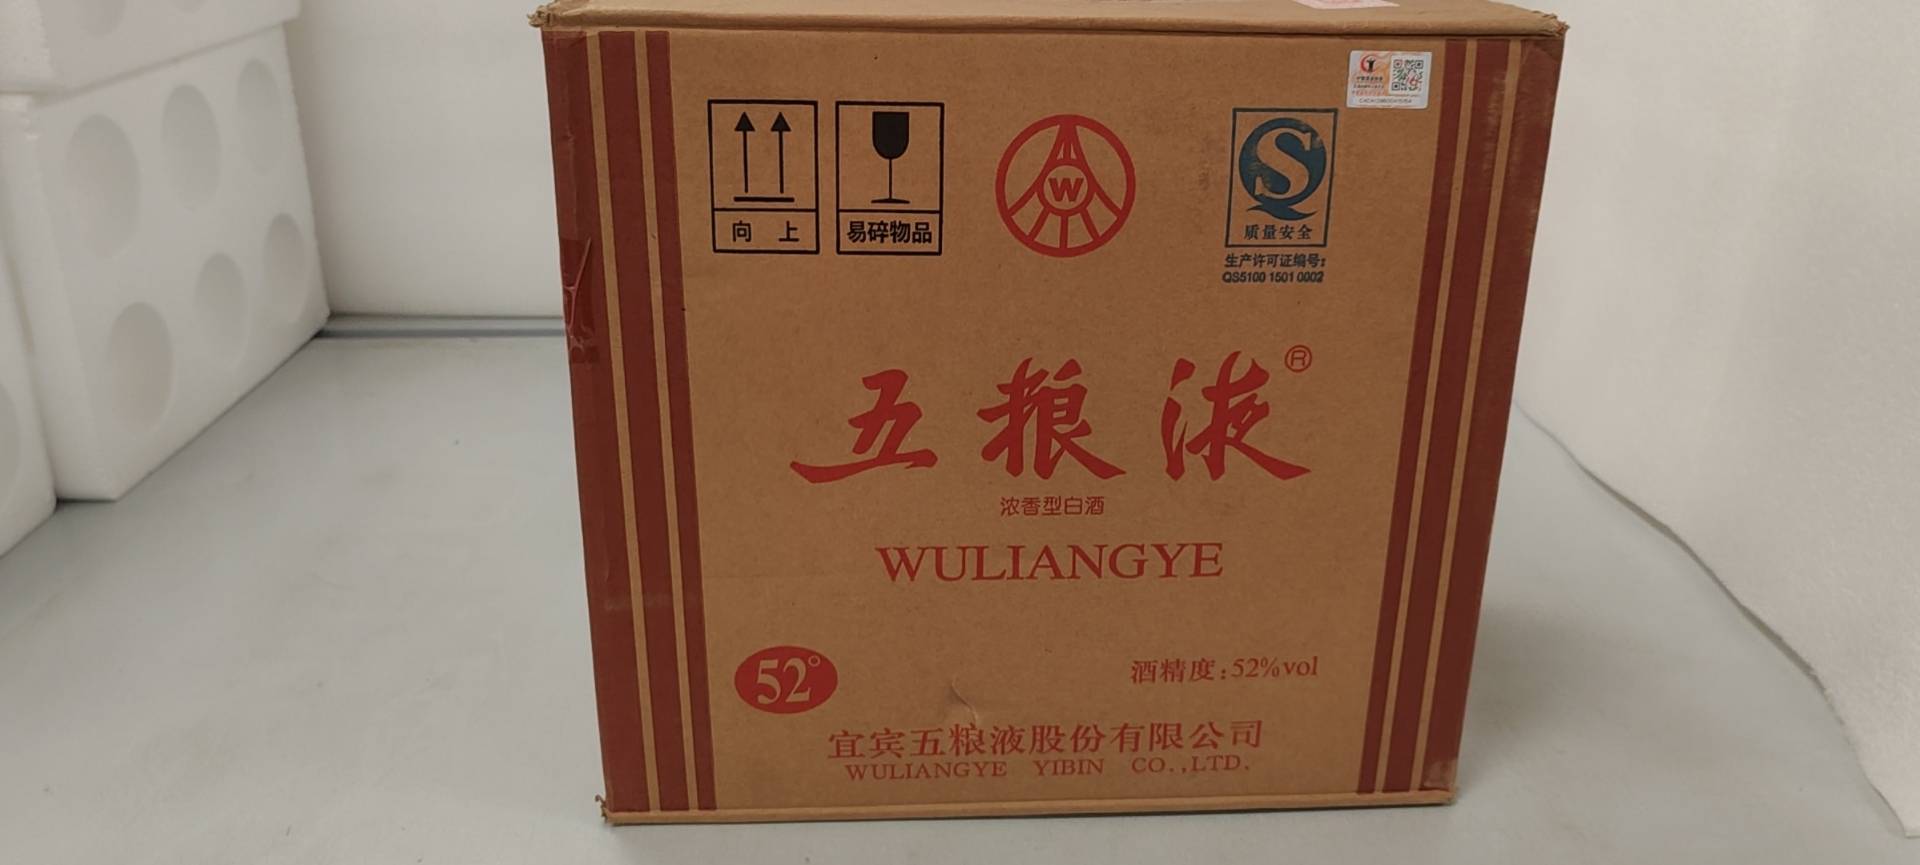 向 上
易碎物品
W
S
质量安全
生产许可证编号:
QS5100 1501 0002
五粮液®
浓香型白酒
WULIANGYE
52°
酒精度:52%vol
宜宾五粮液股份有限公司
WULIANGYE YIBIN CO.,LTD.